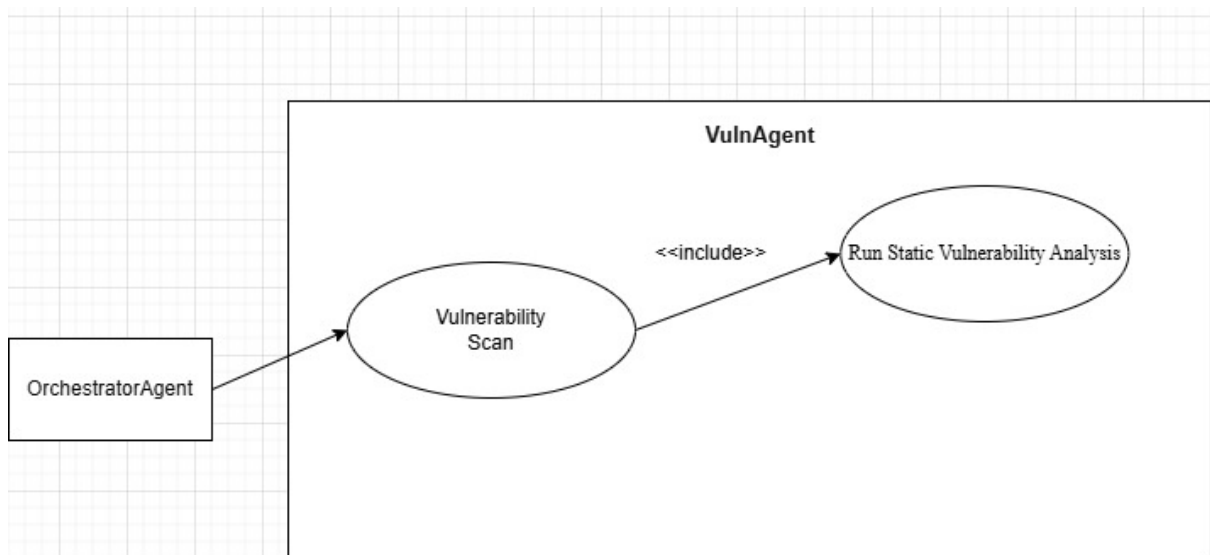 VulnAgent
<<include>>
Run Static Vulnerability Analysis
Vulnerability
Scan
OrchestratorAgent